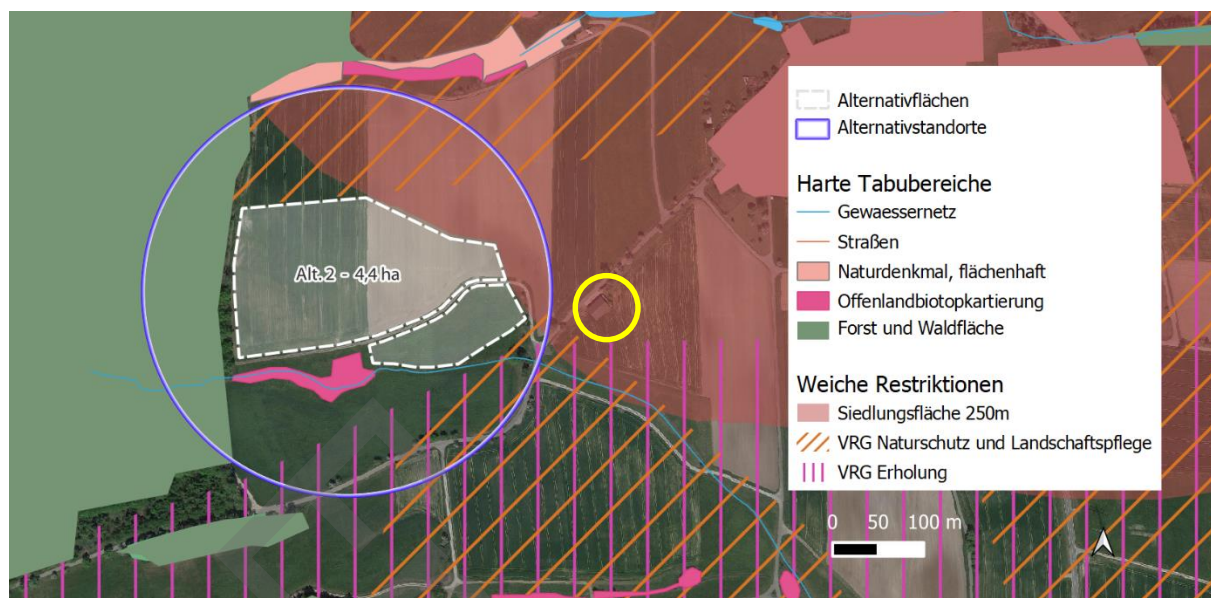 Alt. 2 - 4,4 ha
Alternativflächen
Alternativstandorte
Harte Tabubereiche
Gewaessernetz
Straßen
Naturdenkmal, flächenhaft
Offenlandbiotopkartierung
Forst und Waldfläche
Weiche Restriktionen
Siedlungsfläche 250m
VRG Naturschutz und Landschaftspflege
VRG Erholung
0 50 100 m